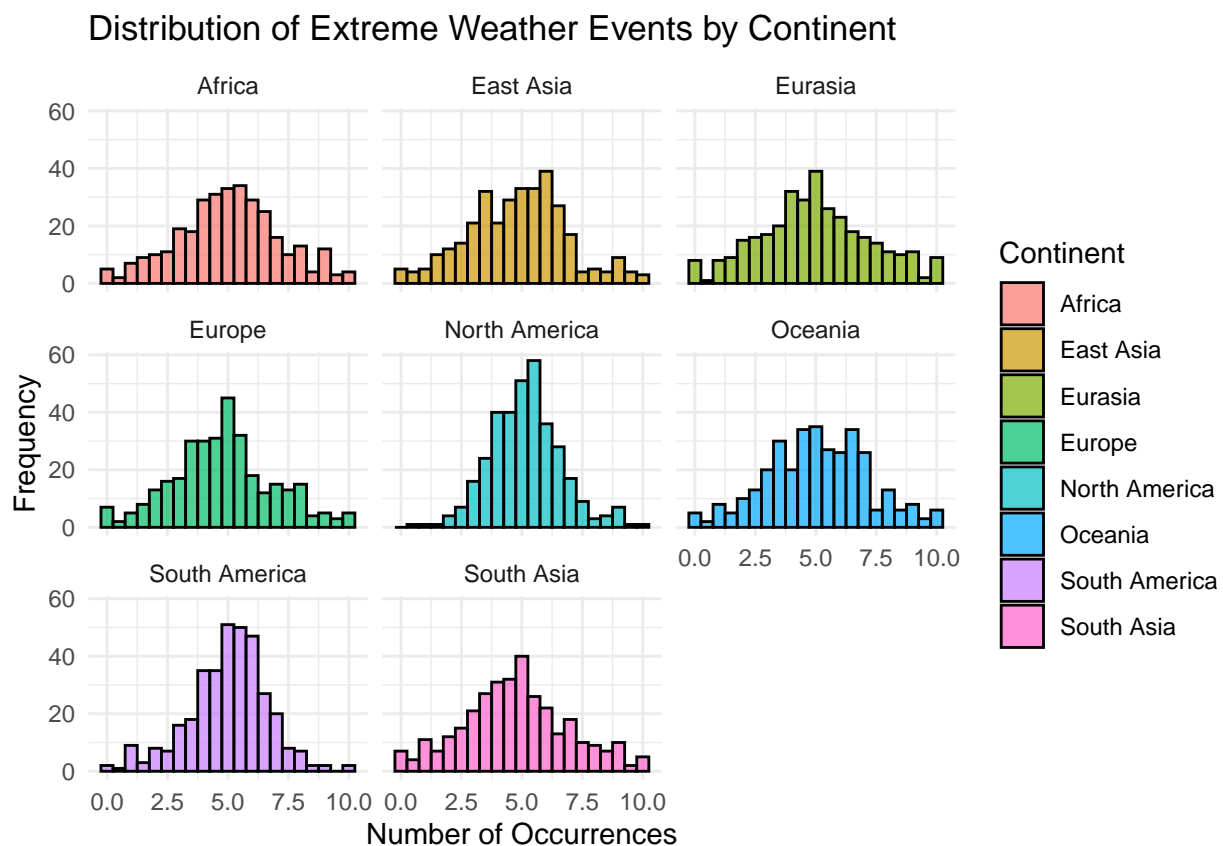 Distribution of Extreme Weather Events by Continent
Africa
East Asia
Eurasia
60
40
20
0
Europe
North America
Oceania
60
40
20
0
0.0 2.5 5.0 7.5 10.0
South America
South Asia
60
40
20
0
0.0 2.5 5.0 7.5 10.0
0.0 2.5 5.0 7.5 10.0
Frequency
Number of Occurrences
Continent
Africa
East Asia
Eurasia
Europe
North America
Oceania
South America
South Asia